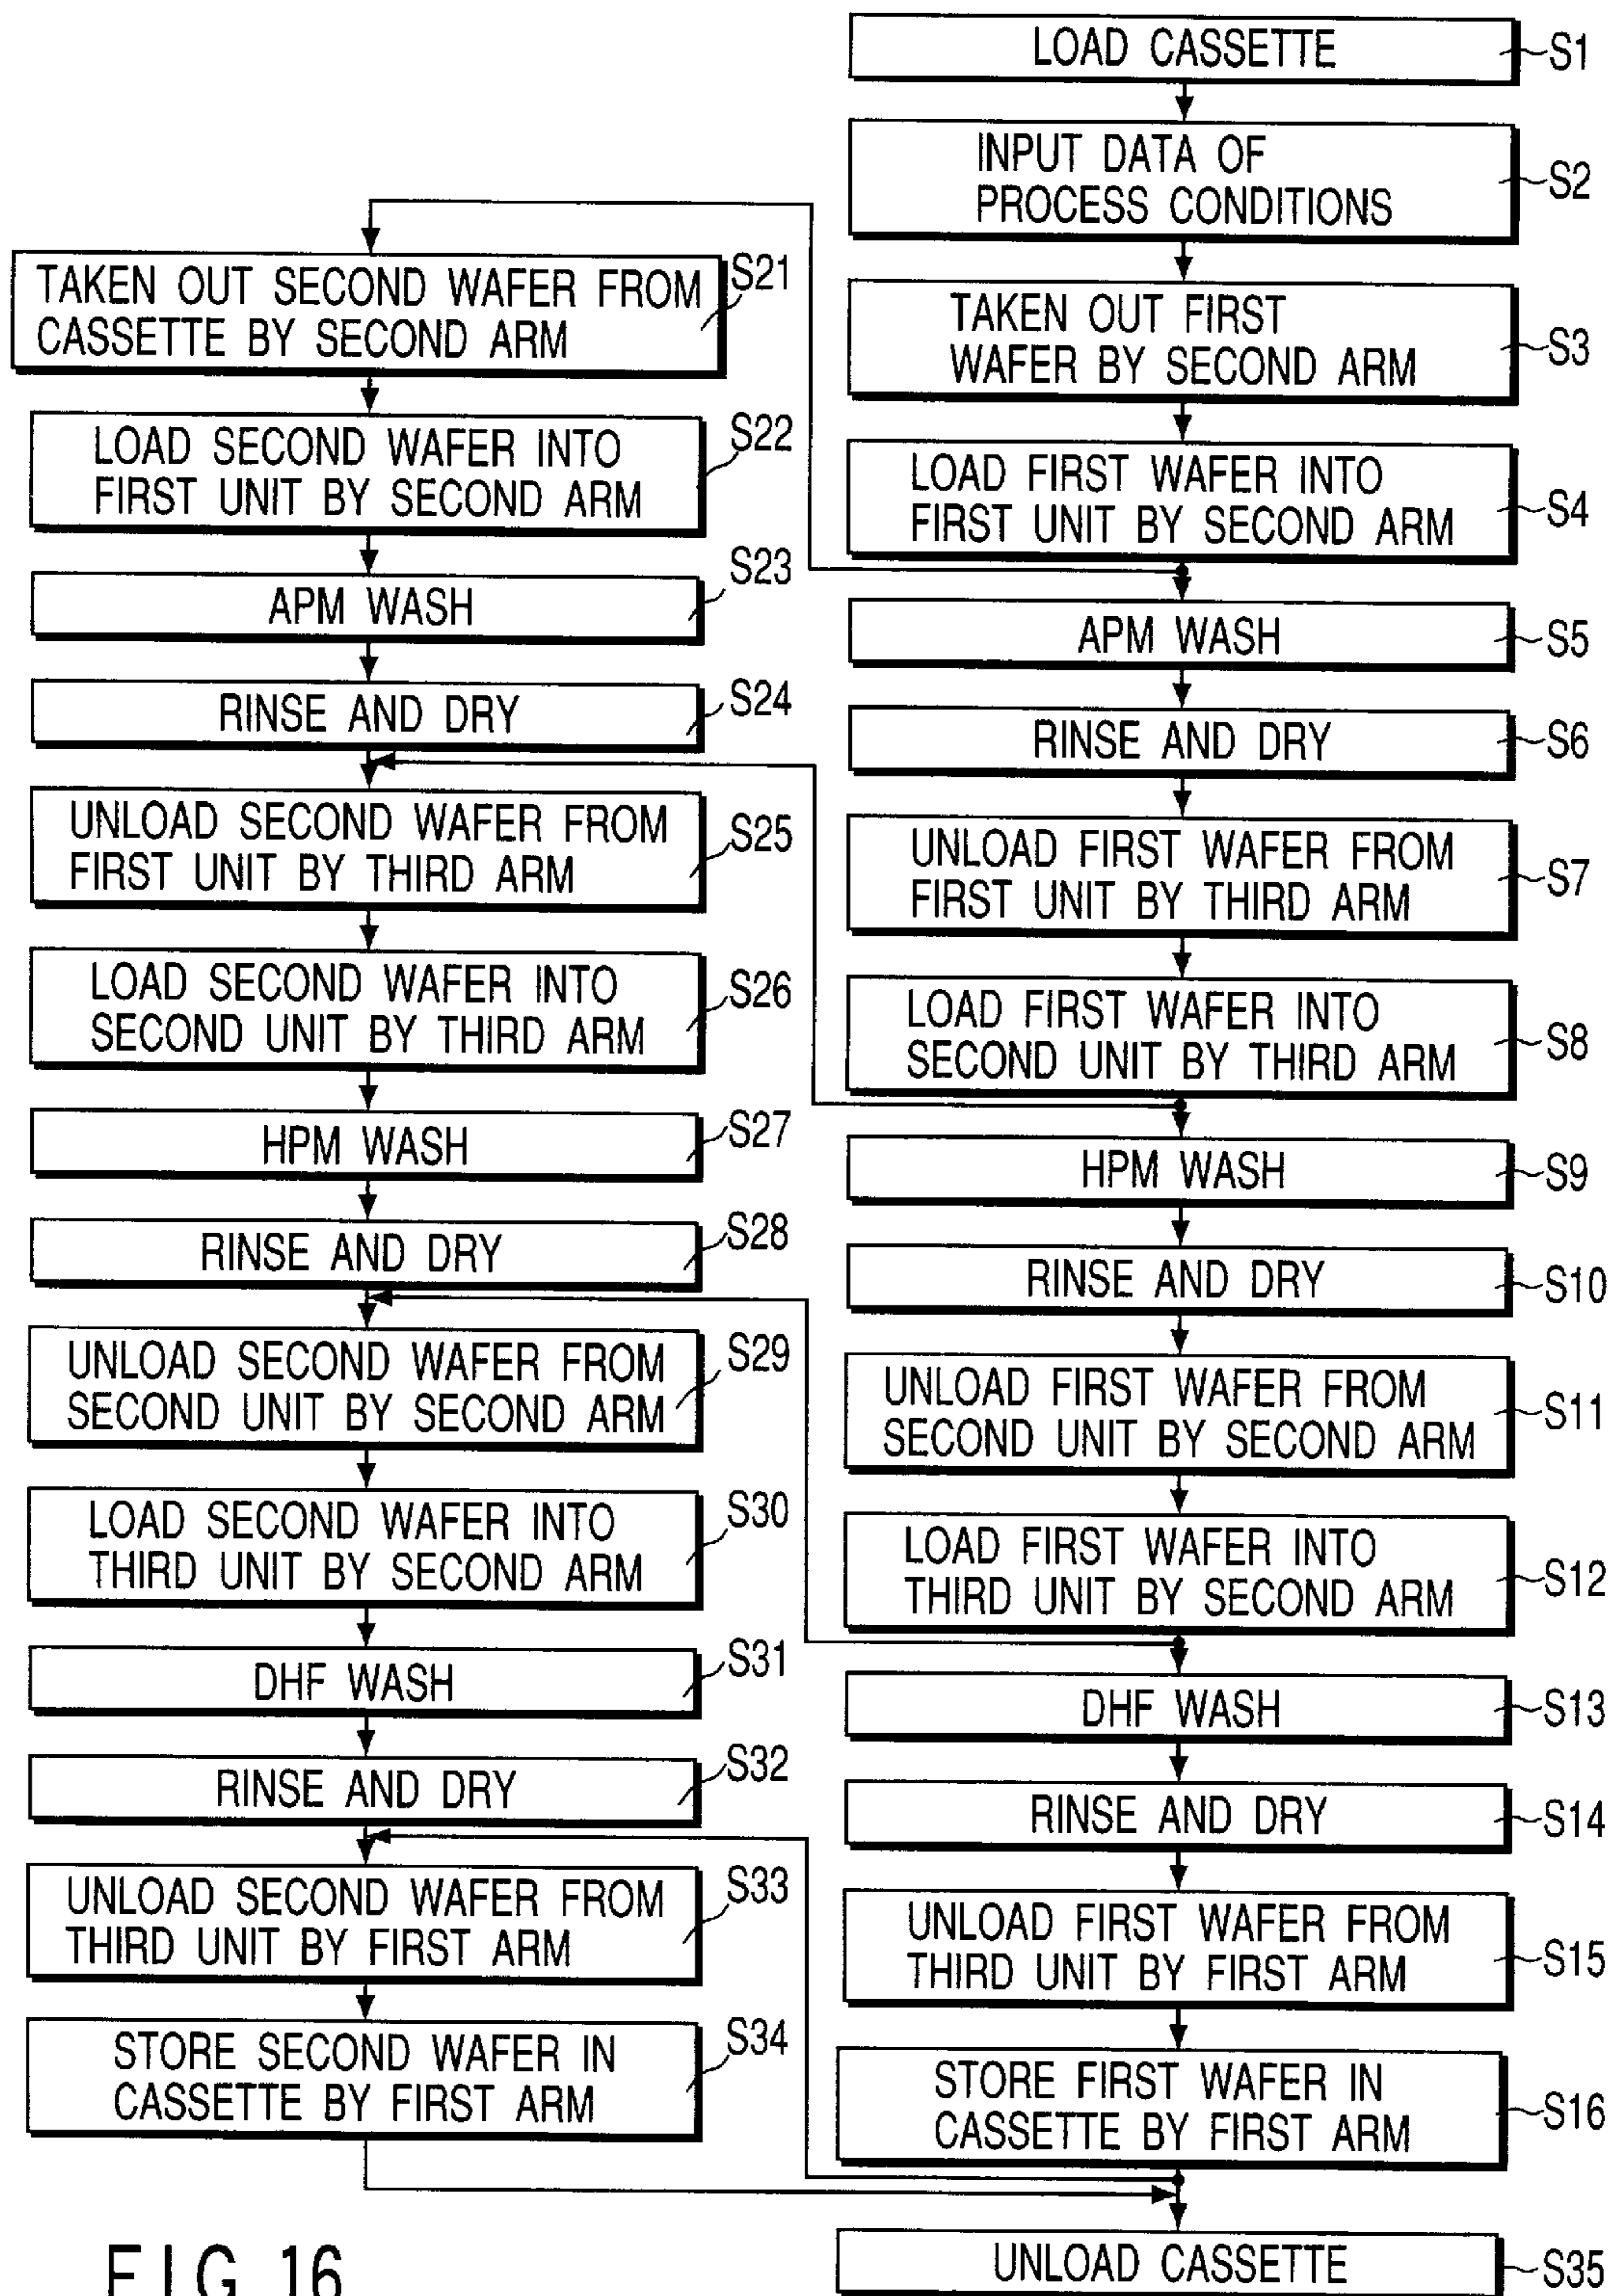 LOAD CASSETTE
S1
INPUT DATA OF
PROCESS CONDITIONS
S2
TAKEN OUT FIRST
WAFER BY SECOND ARM
S3
LOAD FIRST WAFER INTO
FIRST UNIT BY SECOND ARM
S4
APM WASH
S5
RINSE AND DRY
S6
UNLOAD FIRST WAFER FROM
FIRST UNIT BY THIRD ARM
S7
LOAD FIRST WAFER INTO
SECOND UNIT BY THIRD ARM
S8
HPM WASH
S9
RINSE AND DRY
S10
UNLOAD FIRST WAFER FROM
SECOND UNIT BY SECOND ARM
S11
LOAD FIRST WAFER INTO
THIRD UNIT BY SECOND ARM
S12
DHF WASH
S13
RINSE AND DRY
S14
UNLOAD FIRST WAFER FROM
THIRD UNIT BY FIRST ARM
S15
STORE FIRST WAFER IN
CASSETTE BY FIRST ARM
S16
TAKEN OUT SECOND WAFER FROM
CASSETTE BY SECOND ARM
S21
LOAD SECOND WAFER INTO
FIRST UNIT BY SECOND ARM
S22
APM WASH
S23
RINSE AND DRY
S24
UNLOAD SECOND WAFER FROM
FIRST UNIT BY THIRD ARM
S25
LOAD SECOND WAFER INTO
SECOND UNIT BY THIRD ARM
S26
HPM WASH
S27
RINSE AND DRY
S28
UNLOAD SECOND WAFER FROM
SECOND UNIT BY SECOND ARM
S29
LOAD SECOND WAFER INTO
THIRD UNIT BY SECOND ARM
S30
DHF WASH
S31
RINSE AND DRY
S32
UNLOAD SECOND WAFER FROM
THIRD UNIT BY FIRST ARM
S33
STORE SECOND WAFER IN
CASSETTE BY FIRST ARM
S34
UNLOAD CASSETTE
S35
FIG. 16